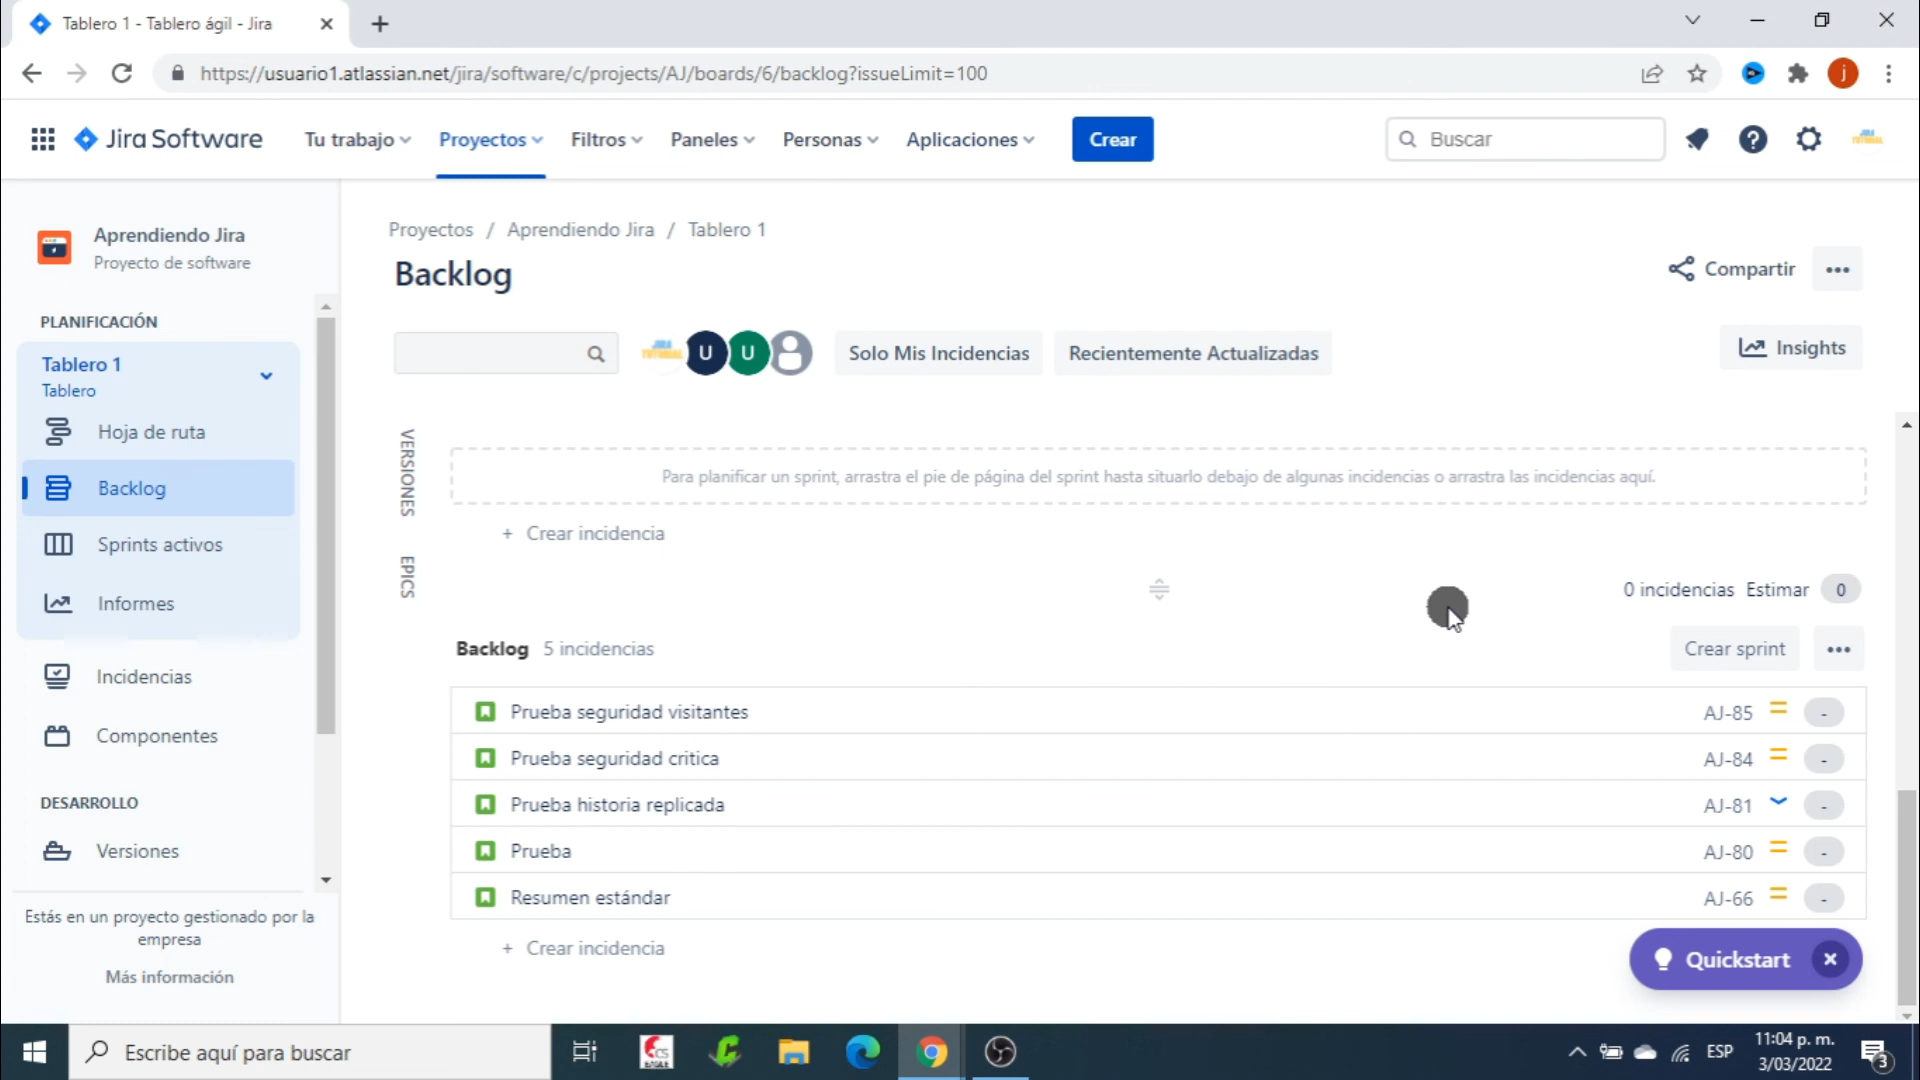 Tablero 1 - Tablero ágil - Jira
https://usuario1.atlassian.net/jira/software/c/projects/AJ/boards/6/backlog?issueLimit=100
j
Jira Software
Tu trabajo
Proyectos
Filtros
Paneles
Personas
Aplicaciones
Crear
Buscar
JIRA
TUTORIAL
Aprendiendo Jira
Proyecto de software
PLANIFICACIÓN
Tablero 1
Tablero
Hoja de ruta
Backlog
Sprints activos
Informes
Incidencias
Componentes
DESARROLLO
Versiones
Estás en un proyecto gestionado por la
empresa
Más información
Proyectos / Aprendiendo Jira / Tablero 1
Backlog
Compartir
JIRA
TUTORIAL
U
U
Solo Mis Incidencias
Recientemente Actualizadas
Insights
VERSIONES
EPICS
Para planificar un sprint, arrastra el pie de página del sprint hasta situarlo debajo de algunas incidencias o arrastra las incidencias aquí.
+ Crear incidencia
0 incidencias Estimar 0
Backlog 5 incidencias
Crear sprint
Prueba seguridad visitantes AJ-85 -
Prueba seguridad critica AJ-84 -
Prueba historia replicada AJ-81 -
Prueba AJ-80 -
Resumen estándar AJ-66 -
+ Crear incidencia
Quickstart
Escribe aquí para buscar
CS
EAGLE
ESP
11:04 p. m.
3/03/2022
3